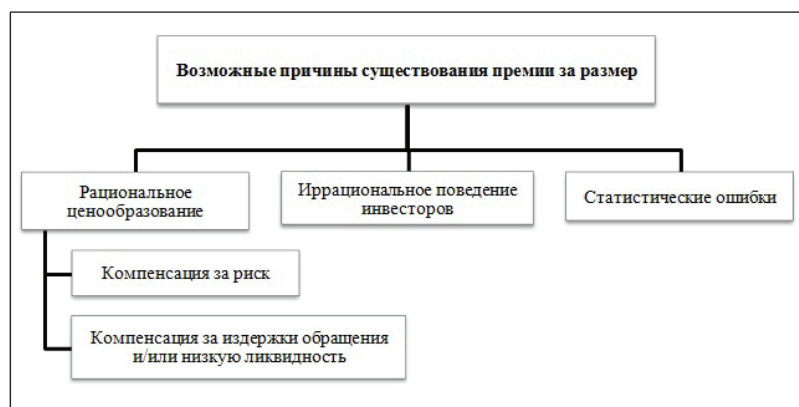 Возможные причины существования премии за размер
Рациональное
ценообразование
Иррациональное поведение
инвесторов
Статистические ошибки
Компенсация за риск
Компенсация за издержки обращения
и/или низкую ликвидность